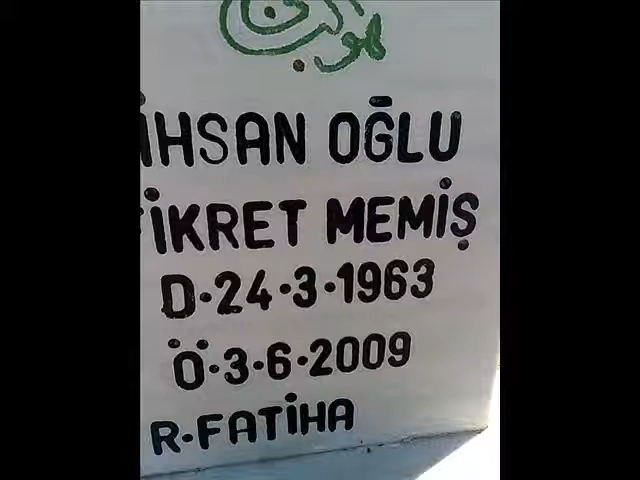 İHSAN OĞLU
FİKRET MEMİŞ
D.24.3.1963
Ö.3.6.2009
R.FATİHA